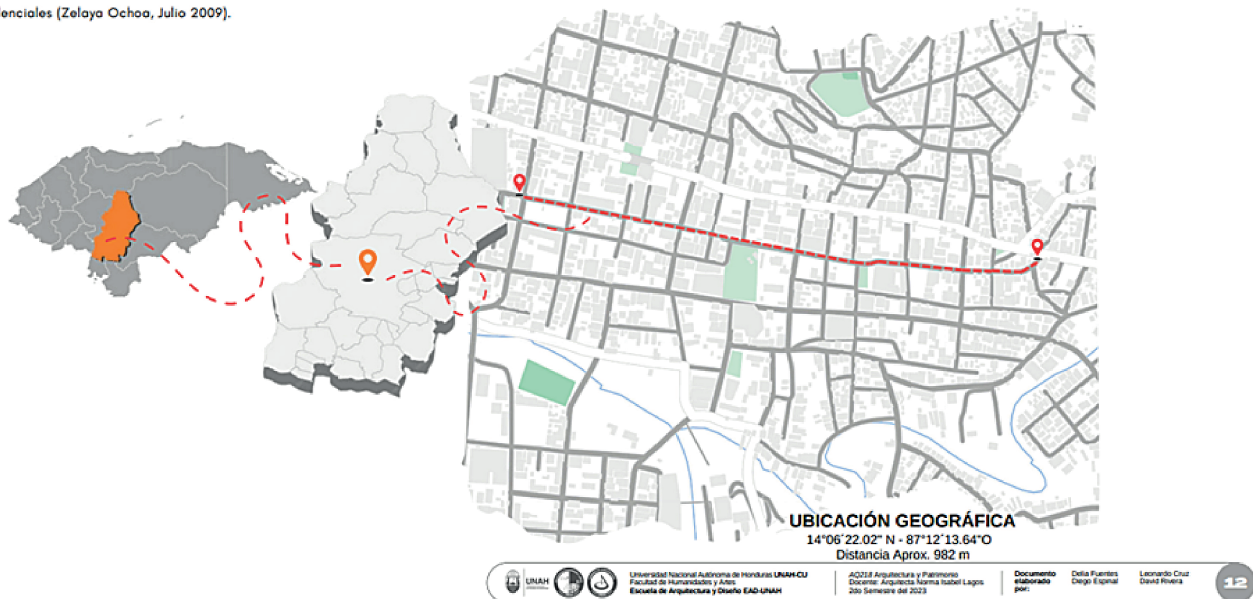 denciales (Zelaya Ochoa, Julio 2009).
UBICACIÓN GEOGRÁFICA
14°06´22.02" N - 87°12´13.64"O
Distancia Aprox. 982 m
UNAH
Universidad Nacional Autónoma de Honduras UNAH-CU
Facultad de Humanidades y Artes
Escuela de Arquitectura y Diseño EAD-UNAH
AQ218 Arquitectura y Patrimonio
Docente: Arquitecta Norma Isabel Lagos
2do Semestre del 2023
Documento
elaborado
por:
Delia Fuentes
Diego Espinal
Leonardo Cruz
David Rivera
12